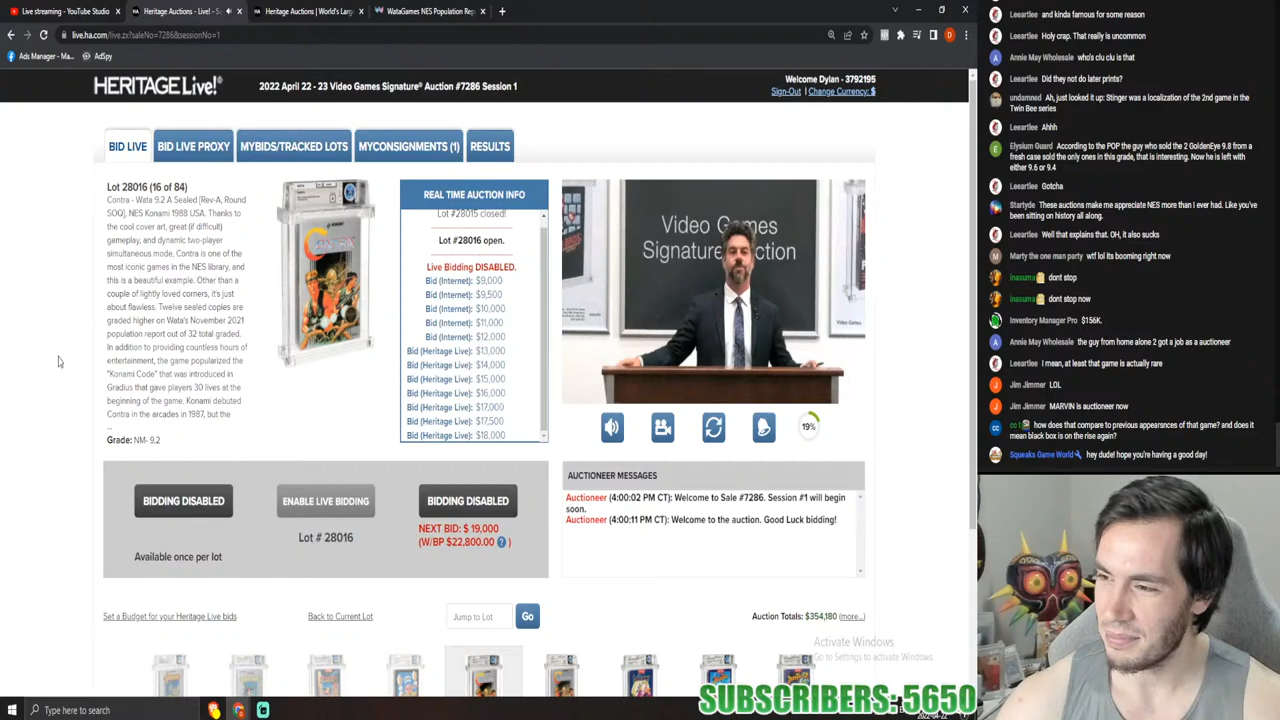 Live streaming - YouTube Studio
Heritage Auctions - Live! - S
Heritage Auctions | World's Larg
WataGames NES Population Rep
live.ha.com/live.zx?saleNo=7286&sessionNo=1
Ads Manager - Ma...
AdSpy
HERITAGE Live!
2022 April 22 - 23 Video Games Signature® Auction #7286 Session 1
Welcome Dylan - 3792195
Sign-Out | Change Currency: $
BID LIVE
BID LIVE PROXY
MYBIDS/TRACKED LOTS
MYCONSIGNMENTS (1)
RESULTS
Lot 28016 (16 of 84)
Contra - Wata 9.2 A Sealed [Rev-A, Round
SOQ], NES Konami 1988 USA. Thanks to
the cool cover art, great (if difficult)
gameplay, and dynamic two-player
simultaneous mode, Contra is one of the
most iconic games in the NES library, and
this is a beautiful example. Other than a
couple of lightly loved corners, it's just
about flawless. Twelve sealed copies are
graded higher on Wata's November 2021
population report out of 32 total graded.
In addition to providing countless hours of
entertainment, the game popularized the
"Konami Code" that was introduced in
Gradius that gave players 30 lives at the
beginning of the game. Konami debuted
Contra in the arcades in 1987, but the
...
Grade: NM- 9.2
CONTRA
REAL TIME AUCTION INFO
Lot #28015 closed!
Lot #28016 open.
Live Bidding DISABLED.
Bid (Internet): $9,000
Bid (Internet): $9,500
Bid (Internet): $10,000
Bid (Internet): $11,000
Bid (Internet): $12,000
Bid (Heritage Live): $13,000
Bid (Heritage Live): $14,000
Bid (Heritage Live): $15,000
Bid (Heritage Live): $16,000
Bid (Heritage Live): $17,000
Bid (Heritage Live): $17,500
Bid (Heritage Live): $18,000
Video Games
Signature Auction
Video Games
19%
BIDDING DISABLED
Available once per lot
ENABLE LIVE BIDDING
Lot # 28016
BIDDING DISABLED
NEXT BID: $ 19,000
(W/BP $22,800.00 ? )
AUCTIONEER MESSAGES
Auctioneer (4:00:02 PM CT): Welcome to Sale #7286. Session #1 will begin
soon.
Auctioneer (4:00:11 PM CT): Welcome to the auction. Good Luck bidding!
Set a Budget for your Heritage Live bids
Back to Current Lot
Jump to Lot
Go
Auction Totals: $354,180 (more...)
Activate Windows
Go to Settings to activate Windows.
Type here to search
SUBSCRIBERS: 5650
Leeartlee and kinda famous for some reason
Leeartlee Holy crap. That really is uncommon
Annie May Wholesale who's clu clu is that
Leeartlee Did they not do later prints?
undamned Ah, just looked it up: Stinger was a localization of the 2nd game in the
Twin Bee series
Leeartlee Ahhh
Elysium Guard According to the POP the guy who sold the 2 GoldenEye 9.8 from a
fresh case sold the only ones in this grade, that is interesting. Now he is left with
either 9.6 or 9.4
Leeartlee Gotcha
Startyde These auctions make me appreciate NES more than I ever had. Like you've
been sitting on history all along.
Leeartlee Well that explains that. OH, it also sucks
Marty the one man party wtf lol its booming right now
inasuma dont stop
inasuma dont stop now
Inventory Manager Pro $156K.
Annie May Wholesale the guy from home alone 2 got a job as a auctioneer
Leeartlee I mean, at least that game is actually rare
Jim Jimmer LOL
Jim Jimmer MARVIN is auctioneer now
cc t how does that compare to previous appearsnces of that game? and does it
mean black box is on the rise again?
Squeaks Game World hey dude! hope you're having a good day!